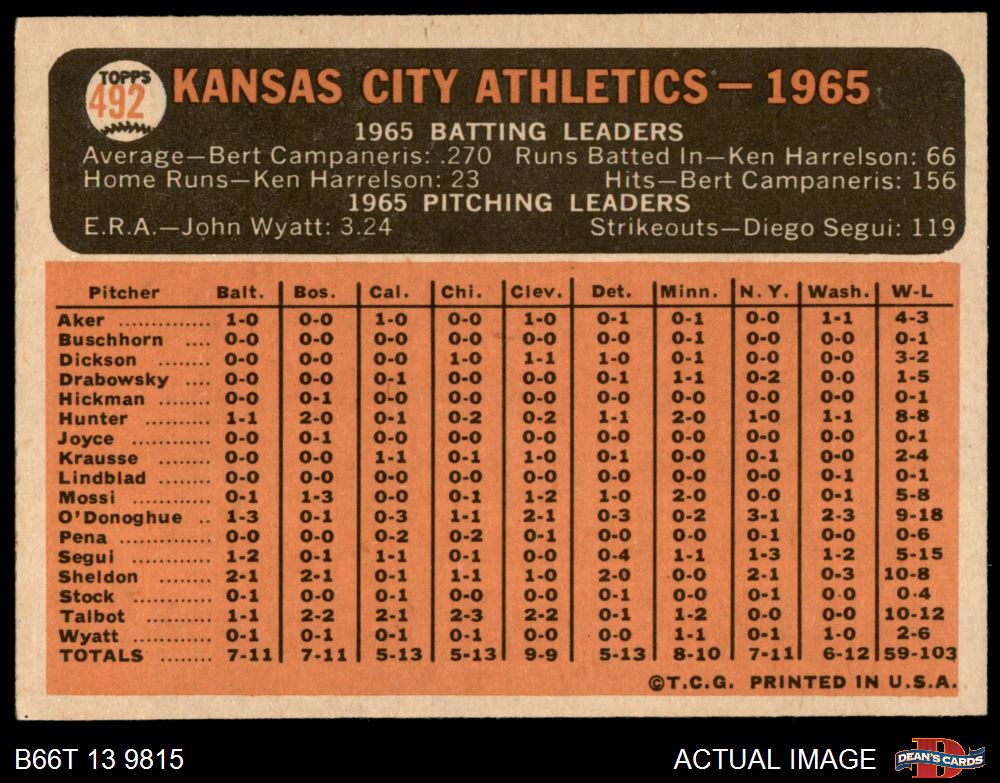 TOPPS
492
KANSAS CITY ATHLETICS — 1965
1965 BATTING LEADERS
Average—Bert Campaneris: .270 Runs Batted In—Ken Harrelson: 66
Home Runs—Ken Harrelson: 23 Hits—Bert Campaneris: 156
1965 PITCHING LEADERS
E.R.A.—John Wyatt: 3.24 Strikeouts—Diego Segui: 119
Pitcher Balt. Bos. Cal. Chi. Clev. Det. Minn. N. Y. Wash. W-L
Aker ............. 1-0 0-0 1-0 0-0 1-0 0-1 0-1 0-0 1-1 4-3
Buschhorn .... 0-0 0-0 0-0 0-0 0-0 0-0 0-1 0-0 0-0 0-1
Dickson ........ 0-0 0-0 0-0 1-0 1-1 1-0 0-1 0-0 0-0 3-2
Drabowsky .... 0-0 0-0 0-1 0-0 0-0 0-1 1-1 0-2 0-0 1-5
Hickman ........ 0-0 0-1 0-0 0-0 0-0 0-0 0-0 0-0 0-0 0-1
Hunter .......... 1-1 2-0 0-1 0-2 0-2 1-1 2-0 1-0 1-1 8-8
Joyce ............ 0-0 0-1 0-0 0-0 0-0 0-0 0-0 0-0 0-0 0-1
Krausse ........ 0-0 0-0 1-1 0-1 1-0 0-1 0-0 0-1 0-0 2-4
Lindblad ........ 0-0 0-0 0-0 0-0 0-0 0-0 0-0 0-0 0-1 0-1
Mossi ............ 0-1 1-3 0-0 0-1 1-2 1-0 2-0 0-0 0-1 5-8
O'Donoghue .. 1-3 0-1 0-3 1-1 2-1 0-3 0-2 3-1 2-3 9-18
Pena .............. 0-0 0-0 0-2 0-2 0-1 0-0 0-0 0-1 0-0 0-6
Segui ............ 1-2 0-1 1-1 0-1 0-0 0-4 1-1 1-3 1-2 5-15
Sheldon ........ 2-1 2-1 0-1 1-1 1-0 2-0 0-0 2-1 0-3 10-8
Stock ............ 0-1 0-0 0-1 0-0 0-0 0-1 0-0 0-1 0-0 0-4
Talbot ............ 1-1 2-2 2-1 2-3 2-2 0-1 1-2 0-0 0-0 10-12
Wyatt ............ 0-1 0-1 0-1 0-1 0-0 0-0 1-1 0-1 1-0 2-6
TOTALS ........ 7-11 7-11 5-13 5-13 9-9 5-13 8-10 7-11 6-12 59-103
©T.C.G. PRINTED IN U.S.A.
B66T 13 9815 ACTUAL IMAGE
D
DEAN'S CARDS